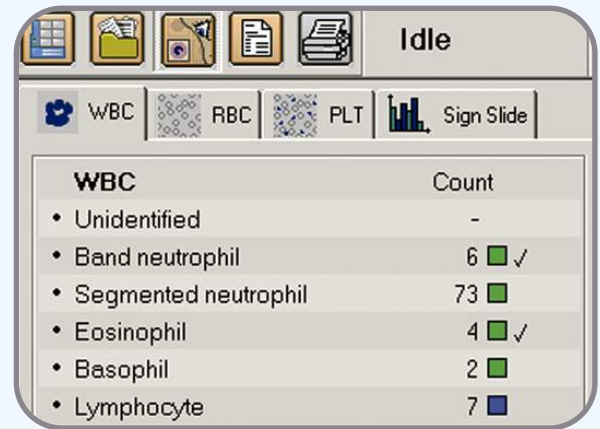 Idle
WBC RBC PLT Sign Slide
WBC Count
• Unidentified -
• Band neutrophil 6 ✓
• Segmented neutrophil 73
• Eosinophil 4 ✓
• Basophil 2
• Lymphocyte 7